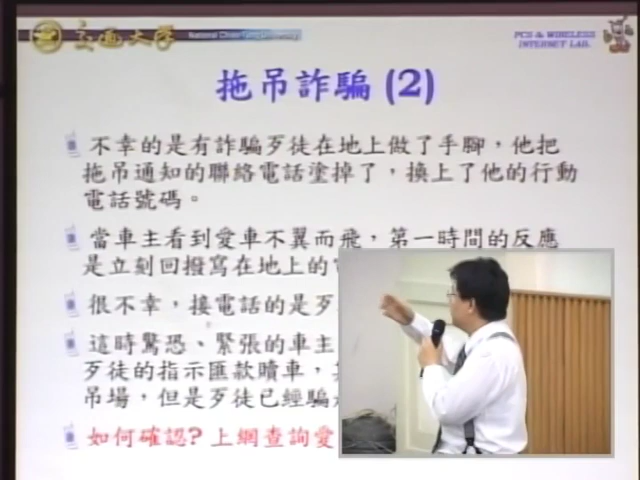 交通大學 National Chiao Tung University
PCS & WIRELESS
INTERNET LAB.
拖吊詐騙 (2)
不幸的是有詐騙歹徒在地上做了手腳，他把
拖吊通知的聯絡電話塗掉了，換上了他的行動
電話號碼。
當車主看到愛車不翼而飛，第一時間的反應
是立刻回撥寫在地上的
很不幸，接電話的是歹
這時驚恐、緊張的車主
歹徒的指示匯款贖車，
吊場，但是歹徒已經騙
如何確認? 上網查詢愛